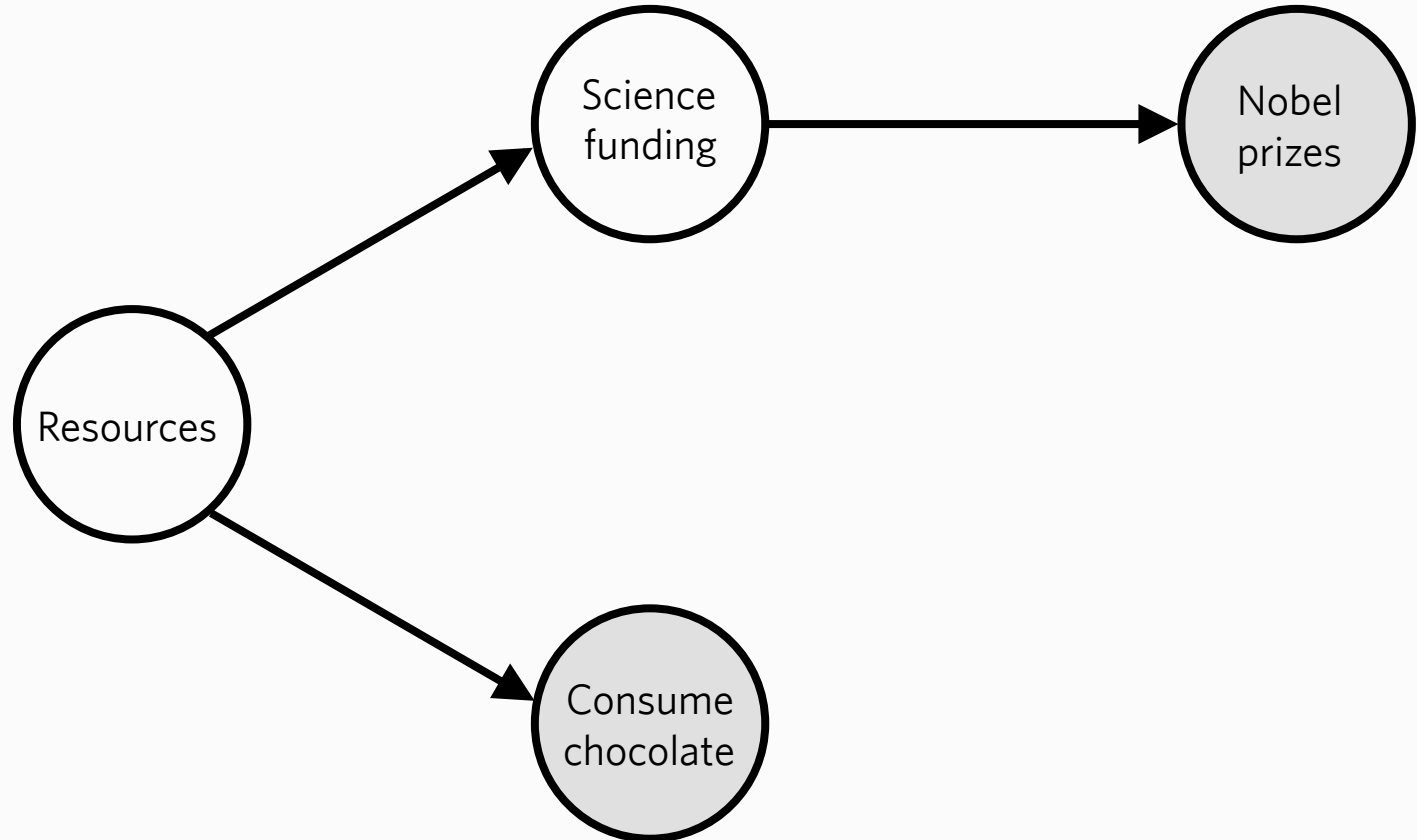 Science
funding
Nobel
prizes
Resources
Consume
chocolate